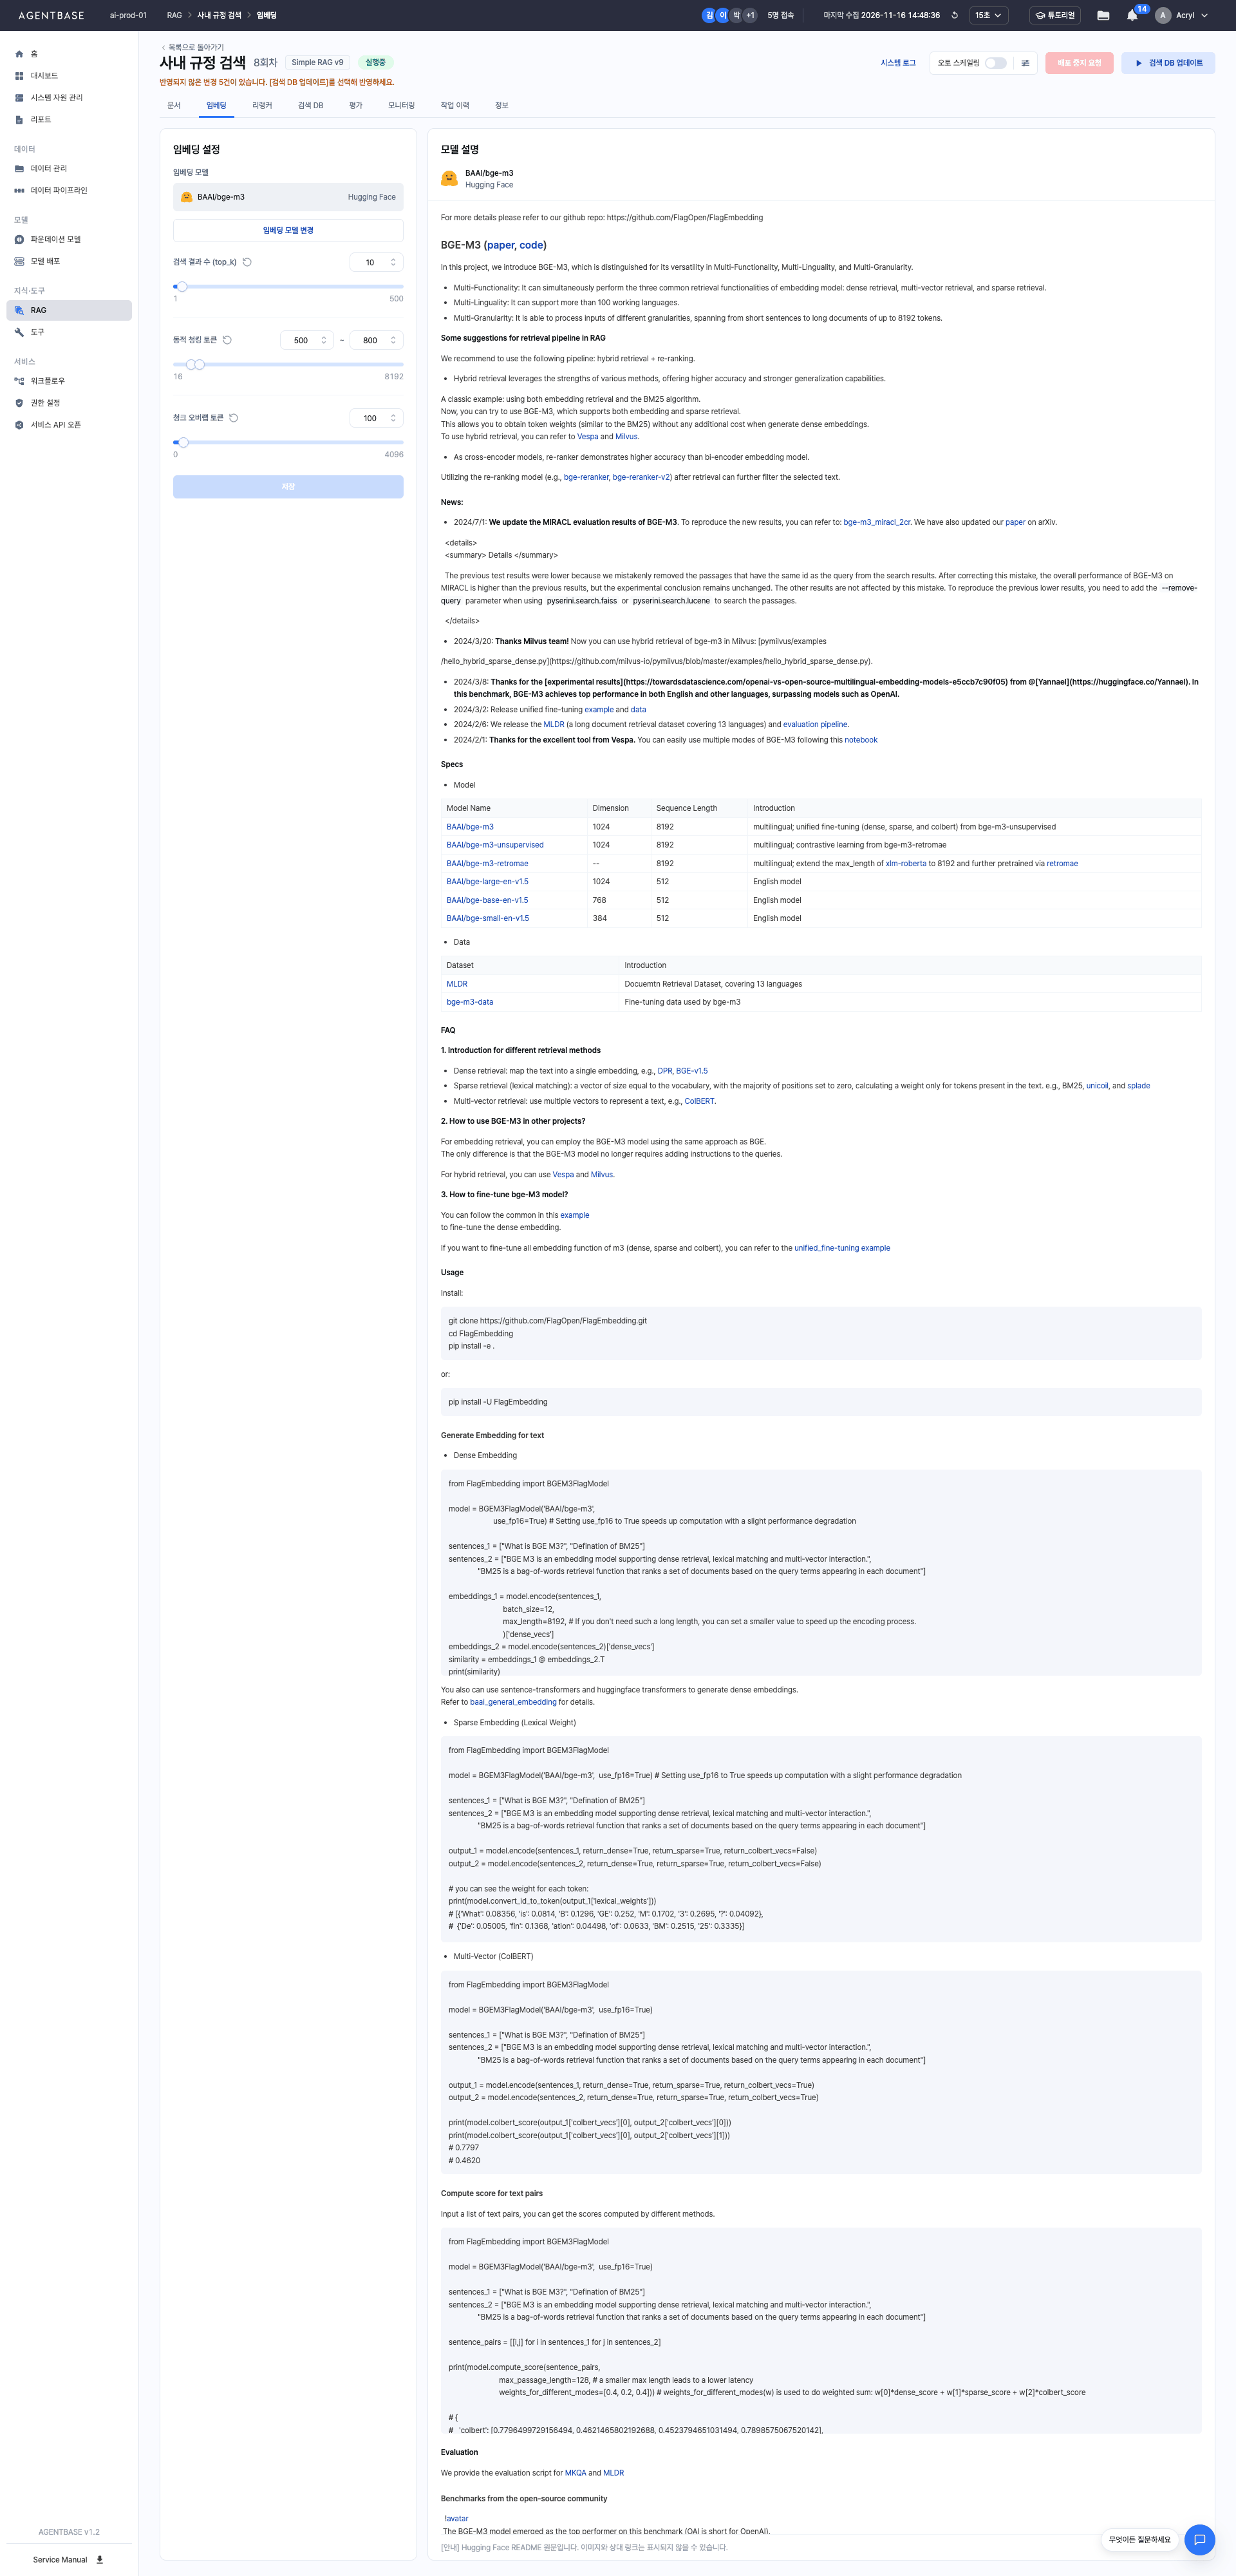 AGENTBASE
ai-prod-01
RAG > 사내 규정 검색 > 임베딩
김 이 박 +1 5명 접속
마지막 수집 2026-11-16 14:48:36
15초
튜토리얼
14
A Acryl
홈
대시보드
시스템 자원 관리
리포트
데이터
데이터 관리
데이터 파이프라인
모델
파운데이션 모델
모델 배포
지식·도구
RAG
도구
서비스
워크플로우
권한 설정
서비스 API 오픈
AGENTBASE v1.2
Service Manual
목록으로 돌아가기
사내 규정 검색 8회차 Simple RAG v9 실행중
반영되지 않은 변경 5건이 있습니다. [검색 DB 업데이트]를 선택해 반영하세요.
시스템 로그
오토 스케일링
배포 중지 요청
검색 DB 업데이트
문서 임베딩 리랭커 검색 DB 평가 모니터링 작업 이력 정보
임베딩 설정
임베딩 모델
BAAI/bge-m3 Hugging Face
임베딩 모델 변경
검색 결과 수 (top_k) 10
1 500
동적 청킹 토큰 500 ~ 800
16 8192
청크 오버랩 토큰 100
0 4096
저장
모델 설명
BAAI/bge-m3
Hugging Face
For more details please refer to our github repo: https://github.com/FlagOpen/FlagEmbedding
BGE-M3 (paper, code)
In this project, we introduce BGE-M3, which is distinguished for its versatility in Multi-Functionality, Multi-Linguality, and Multi-Granularity.
• Multi-Functionality: It can simultaneously perform the three common retrieval functionalities of embedding model: dense retrieval, multi-vector retrieval, and sparse retrieval.
• Multi-Linguality: It can support more than 100 working languages.
• Multi-Granularity: It is able to process inputs of different granularities, spanning from short sentences to long documents of up to 8192 tokens.
Some suggestions for retrieval pipeline in RAG
We recommend to use the following pipeline: hybrid retrieval + re-ranking.
• Hybrid retrieval leverages the strengths of various methods, offering higher accuracy and stronger generalization capabilities.
A classic example: using both embedding retrieval and the BM25 algorithm.
Now, you can try to use BGE-M3, which supports both embedding and sparse retrieval.
This allows you to obtain token weights (similar to the BM25) without any additional cost when generate dense embeddings.
To use hybrid retrieval, you can refer to Vespa and Milvus.
• As cross-encoder models, re-ranker demonstrates higher accuracy than bi-encoder embedding model.
Utilizing the re-ranking model (e.g., bge-reranker, bge-reranker-v2) after retrieval can further filter the selected text.
News:
• 2024/7/1: We update the MIRACL evaluation results of BGE-M3. To reproduce the new results, you can refer to: bge-m3_miracl_2cr. We have also updated our paper on arXiv.
<details>
<summary> Details </summary>
The previous test results were lower because we mistakenly removed the passages that have the same id as the query from the search results. After correcting this mistake, the overall performance of BGE-M3 on
MIRACL is higher than the previous results, but the experimental conclusion remains unchanged. The other results are not affected by this mistake. To reproduce the previous lower results, you need to add the --remove-
query parameter when using pyserini.search.faiss or pyserini.search.lucene to search the passages.
</details>
• 2024/3/20: Thanks Milvus team! Now you can use hybrid retrieval of bge-m3 in Milvus: [pymilvus/examples
/hello_hybrid_sparse_dense.py](https://github.com/milvus-io/pymilvus/blob/master/examples/hello_hybrid_sparse_dense.py).
• 2024/3/8: Thanks for the [experimental results](https://towardsdatascience.com/openai-vs-open-source-multilingual-embedding-models-e5ccb7c90f05) from @[Yannael](https://huggingface.co/Yannael). In
this benchmark, BGE-M3 achieves top performance in both English and other languages, surpassing models such as OpenAI.
• 2024/3/2: Release unified fine-tuning example and data
• 2024/2/6: We release the MLDR (a long document retrieval dataset covering 13 languages) and evaluation pipeline.
• 2024/2/1: Thanks for the excellent tool from Vespa. You can easily use multiple modes of BGE-M3 following this notebook
Specs
• Model
Model Name Dimension Sequence Length Introduction
BAAI/bge-m3 1024 8192 multilingual; unified fine-tuning (dense, sparse, and colbert) from bge-m3-unsupervised
BAAI/bge-m3-unsupervised 1024 8192 multilingual; contrastive learning from bge-m3-retromae
BAAI/bge-m3-retromae -- 8192 multilingual; extend the max_length of xlm-roberta to 8192 and further pretrained via retromae
BAAI/bge-large-en-v1.5 1024 512 English model
BAAI/bge-base-en-v1.5 768 512 English model
BAAI/bge-small-en-v1.5 384 512 English model
• Data
Dataset Introduction
MLDR Docuemtn Retrieval Dataset, covering 13 languages
bge-m3-data Fine-tuning data used by bge-m3
FAQ
1. Introduction for different retrieval methods
• Dense retrieval: map the text into a single embedding, e.g., DPR, BGE-v1.5
• Sparse retrieval (lexical matching): a vector of size equal to the vocabulary, with the majority of positions set to zero, calculating a weight only for tokens present in the text. e.g., BM25, unicoil, and splade
• Multi-vector retrieval: use multiple vectors to represent a text, e.g., ColBERT.
2. How to use BGE-M3 in other projects?
For embedding retrieval, you can employ the BGE-M3 model using the same approach as BGE.
The only difference is that the BGE-M3 model no longer requires adding instructions to the queries.
For hybrid retrieval, you can use Vespa and Milvus.
3. How to fine-tune bge-M3 model?
You can follow the common in this example
to fine-tune the dense embedding.
If you want to fine-tune all embedding function of m3 (dense, sparse and colbert), you can refer to the unified_fine-tuning example
Usage
Install:
git clone https://github.com/FlagOpen/FlagEmbedding.git
cd FlagEmbedding
pip install -e .
or:
pip install -U FlagEmbedding
Generate Embedding for text
• Dense Embedding
from FlagEmbedding import BGEM3FlagModel
model = BGEM3FlagModel('BAAI/bge-m3',
use_fp16=True) # Setting use_fp16 to True speeds up computation with a slight performance degradation
sentences_1 = ["What is BGE M3?", "Defination of BM25"]
sentences_2 = ["BGE M3 is an embedding model supporting dense retrieval, lexical matching and multi-vector interaction.",
"BM25 is a bag-of-words retrieval function that ranks a set of documents based on the query terms appearing in each document"]
embeddings_1 = model.encode(sentences_1,
batch_size=12,
max_length=8192, # If you don't need such a long length, you can set a smaller value to speed up the encoding process.
)['dense_vecs']
embeddings_2 = model.encode(sentences_2)['dense_vecs']
similarity = embeddings_1 @ embeddings_2.T
print(similarity)
You also can use sentence-transformers and huggingface transformers to generate dense embeddings.
Refer to baai_general_embedding for details.
• Sparse Embedding (Lexical Weight)
from FlagEmbedding import BGEM3FlagModel
model = BGEM3FlagModel('BAAI/bge-m3', use_fp16=True) # Setting use_fp16 to True speeds up computation with a slight performance degradation
sentences_1 = ["What is BGE M3?", "Defination of BM25"]
sentences_2 = ["BGE M3 is an embedding model supporting dense retrieval, lexical matching and multi-vector interaction.",
"BM25 is a bag-of-words retrieval function that ranks a set of documents based on the query terms appearing in each document"]
output_1 = model.encode(sentences_1, return_dense=True, return_sparse=True, return_colbert_vecs=False)
output_2 = model.encode(sentences_2, return_dense=True, return_sparse=True, return_colbert_vecs=False)
# you can see the weight for each token:
print(model.convert_id_to_token(output_1['lexical_weights']))
# [{'What': 0.08356, 'is': 0.0814, 'B': 0.1296, 'GE': 0.252, 'M': 0.1702, '3': 0.2695, '?': 0.04092},
# {'De': 0.05005, 'fin': 0.1368, 'ation': 0.04498, 'of': 0.0633, 'BM': 0.2515, '25': 0.3335}]
• Multi-Vector (ColBERT)
from FlagEmbedding import BGEM3FlagModel
model = BGEM3FlagModel('BAAI/bge-m3', use_fp16=True)
sentences_1 = ["What is BGE M3?", "Defination of BM25"]
sentences_2 = ["BGE M3 is an embedding model supporting dense retrieval, lexical matching and multi-vector interaction.",
"BM25 is a bag-of-words retrieval function that ranks a set of documents based on the query terms appearing in each document"]
output_1 = model.encode(sentences_1, return_dense=True, return_sparse=True, return_colbert_vecs=True)
output_2 = model.encode(sentences_2, return_dense=True, return_sparse=True, return_colbert_vecs=True)
print(model.colbert_score(output_1['colbert_vecs'][0], output_2['colbert_vecs'][0]))
print(model.colbert_score(output_1['colbert_vecs'][0], output_2['colbert_vecs'][1]))
# 0.7797
# 0.4620
Compute score for text pairs
Input a list of text pairs, you can get the scores computed by different methods.
from FlagEmbedding import BGEM3FlagModel
model = BGEM3FlagModel('BAAI/bge-m3', use_fp16=True)
sentences_1 = ["What is BGE M3?", "Defination of BM25"]
sentences_2 = ["BGE M3 is an embedding model supporting dense retrieval, lexical matching and multi-vector interaction.",
"BM25 is a bag-of-words retrieval function that ranks a set of documents based on the query terms appearing in each document"]
sentence_pairs = [[i,j] for i in sentences_1 for j in sentences_2]
print(model.compute_score(sentence_pairs,
max_passage_length=128, # a smaller max length leads to a lower latency
weights_for_different_modes=[0.4, 0.2, 0.4])) # weights_for_different_modes(w) is used to do weighted sum: w[0]*dense_score + w[1]*sparse_score + w[2]*colbert_score
# {
# 'colbert': [0.7796499729156494, 0.4621465802192688, 0.4523794651031494, 0.7898575067520142],
Evaluation
We provide the evaluation script for MKQA and MLDR
Benchmarks from the open-source community
!avatar
The BGE-M3 model emerged as the top performer on this benchmark (OAI is short for OpenAI).
[안내] Hugging Face README 원문입니다. 이미지와 상대 링크는 표시되지 않을 수 있습니다.
무엇이든 질문하세요